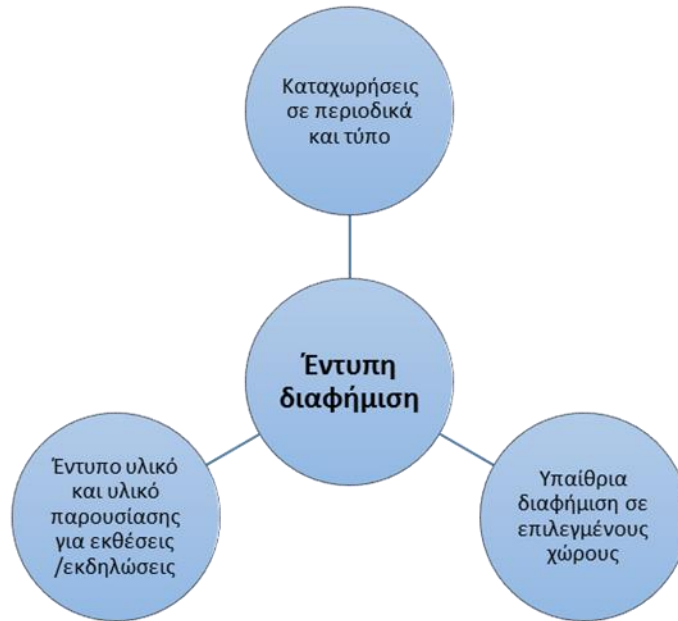 Καταχωρήσεις
σε περιοδικά
και τύπο
Έντυπη
διαφήμιση
Έντυπο υλικό
και υλικό
παρουσίασης
για εκθέσεις
/εκδηλώσεις
Υπαίθρια
διαφήμιση σε
επιλεγμένους
χώρους